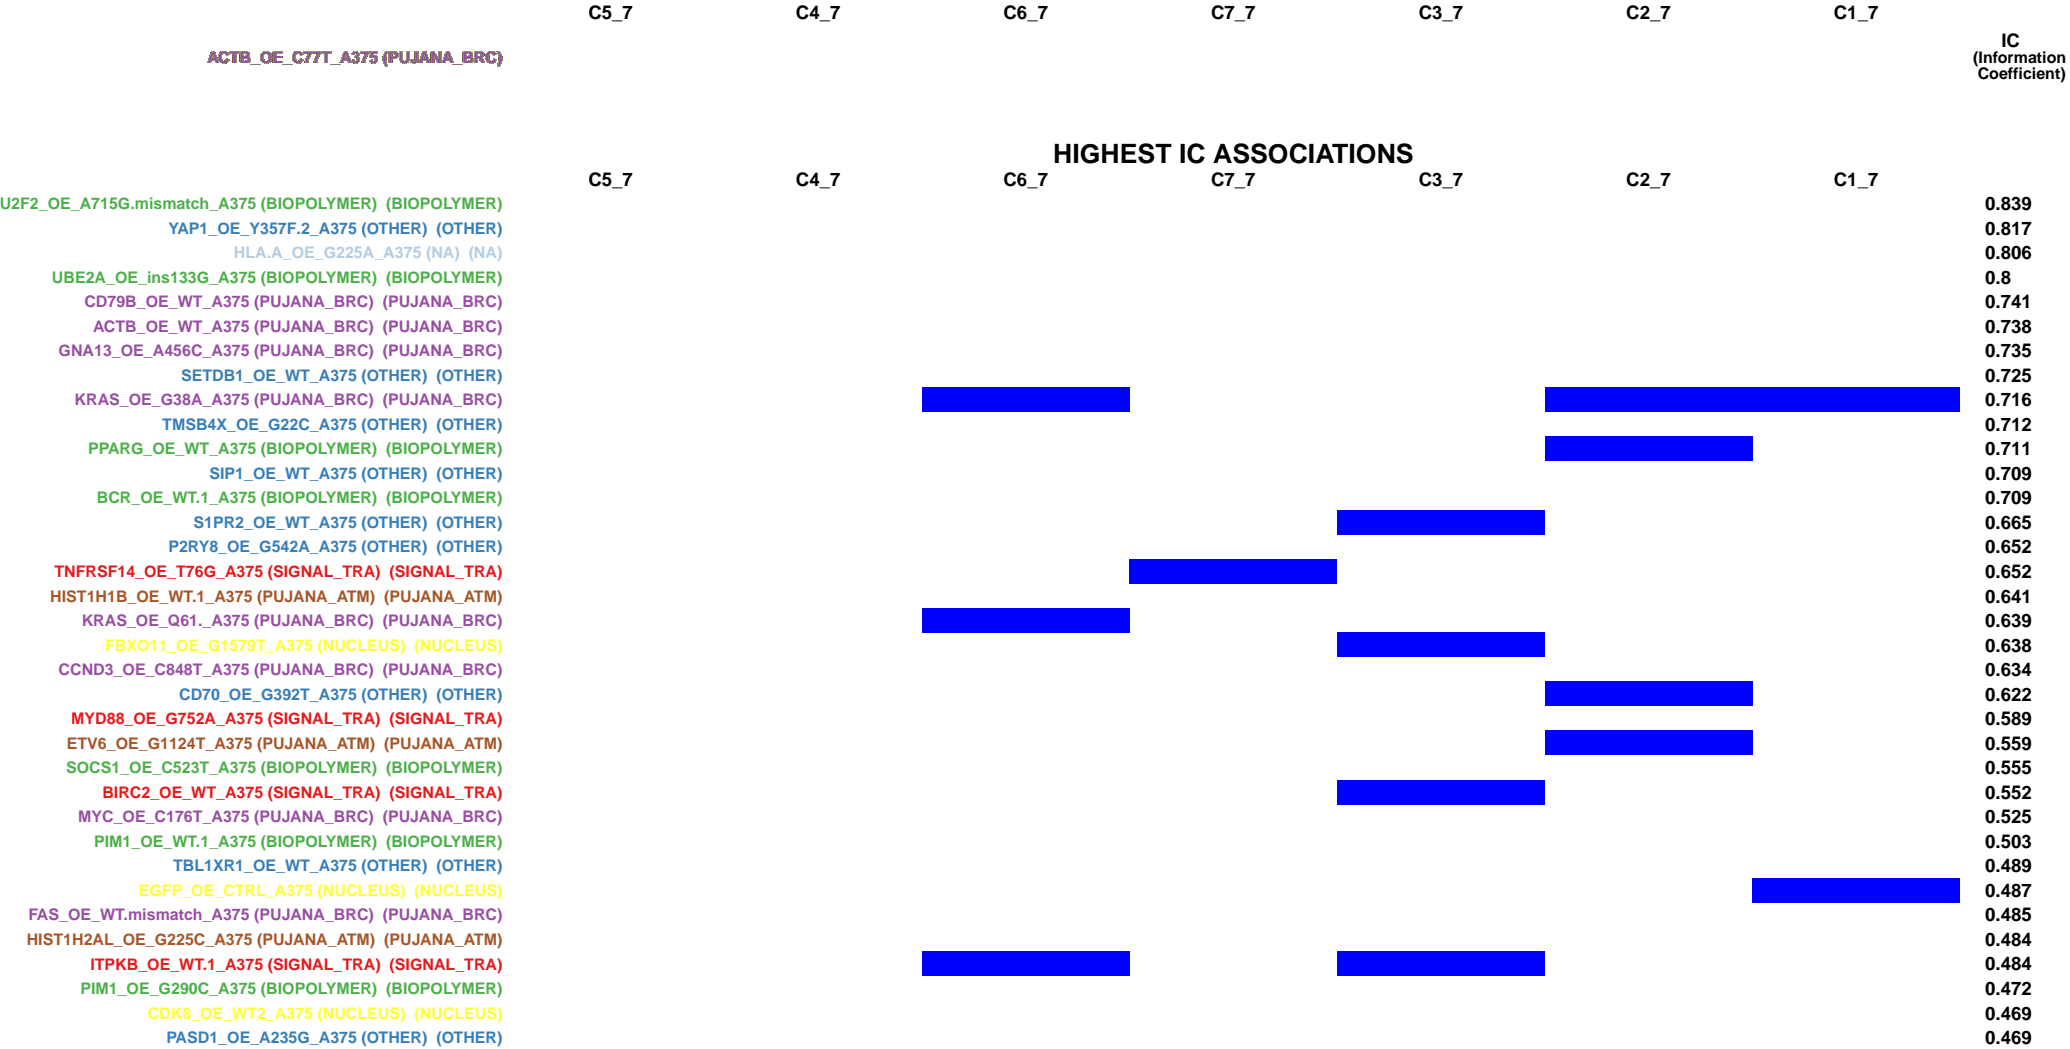 C5_7 C4_7 C6_7 C7_7 C3_7 C2_7 C1_7
IC
ACTB_OE_C77T_A375 (PUJANA_BRC) (Information
Coefficient)
HIGHEST IC ASSOCIATIONS
C5_7 C4_7 C6_7 C7_7 C3_7 C2_7 C1_7
U2F2_OE_A715G.mismatch_A375 (BIOPOLYMER) (BIOPOLYMER) 0.839
YAP1_OE_Y357F.2_A375 (OTHER) (OTHER) 0.817
HLA.A_OE_G225A_A375 (NA) (NA) 0.806
UBE2A_OE_ins133G_A375 (BIOPOLYMER) (BIOPOLYMER) 0.8
CD79B_OE_WT_A375 (PUJANA_BRC) (PUJANA_BRC) 0.741
ACTB_OE_WT_A375 (PUJANA_BRC) (PUJANA_BRC) 0.738
GNA13_OE_A456C_A375 (PUJANA_BRC) (PUJANA_BRC) 0.735
SETDB1_OE_WT_A375 (OTHER) (OTHER) 0.725
KRAS_OE_G38A_A375 (PUJANA_BRC) (PUJANA_BRC) 0.716
TMSB4X_OE_G22C_A375 (OTHER) (OTHER) 0.712
PPARG_OE_WT_A375 (BIOPOLYMER) (BIOPOLYMER) 0.711
SIP1_OE_WT_A375 (OTHER) (OTHER) 0.709
BCR_OE_WT.1_A375 (BIOPOLYMER) (BIOPOLYMER) 0.709
S1PR2_OE_WT_A375 (OTHER) (OTHER) 0.665
P2RY8_OE_G542A_A375 (OTHER) (OTHER) 0.652
TNFRSF14_OE_T76G_A375 (SIGNAL_TRA) (SIGNAL_TRA) 0.652
HIST1H1B_OE_WT.1_A375 (PUJANA_ATM) (PUJANA_ATM) 0.641
KRAS_OE_Q61._A375 (PUJANA_BRC) (PUJANA_BRC) 0.639
FBXO11_OE_G1579T_A375 (NUCLEUS) (NUCLEUS) 0.638
CCND3_OE_C848T_A375 (PUJANA_BRC) (PUJANA_BRC) 0.634
CD70_OE_G392T_A375 (OTHER) (OTHER) 0.622
MYD88_OE_G752A_A375 (SIGNAL_TRA) (SIGNAL_TRA) 0.589
ETV6_OE_G1124T_A375 (PUJANA_ATM) (PUJANA_ATM) 0.559
SOCS1_OE_C523T_A375 (BIOPOLYMER) (BIOPOLYMER) 0.555
BIRC2_OE_WT_A375 (SIGNAL_TRA) (SIGNAL_TRA) 0.552
MYC_OE_C176T_A375 (PUJANA_BRC) (PUJANA_BRC) 0.525
PIM1_OE_WT.1_A375 (BIOPOLYMER) (BIOPOLYMER) 0.503
TBL1XR1_OE_WT_A375 (OTHER) (OTHER) 0.489
EGFP_OE_CTRL_A375 (NUCLEUS) (NUCLEUS) 0.487
FAS_OE_WT.mismatch_A375 (PUJANA_BRC) (PUJANA_BRC) 0.485
HIST1H2AL_OE_G225C_A375 (PUJANA_ATM) (PUJANA_ATM) 0.484
ITPKB_OE_WT.1_A375 (SIGNAL_TRA) (SIGNAL_TRA) 0.484
PIM1_OE_G290C_A375 (BIOPOLYMER) (BIOPOLYMER) 0.472
CDK8_OE_WT2_A375 (NUCLEUS) (NUCLEUS) 0.469
PASD1_OE_A235G_A375 (OTHER) (OTHER) 0.469